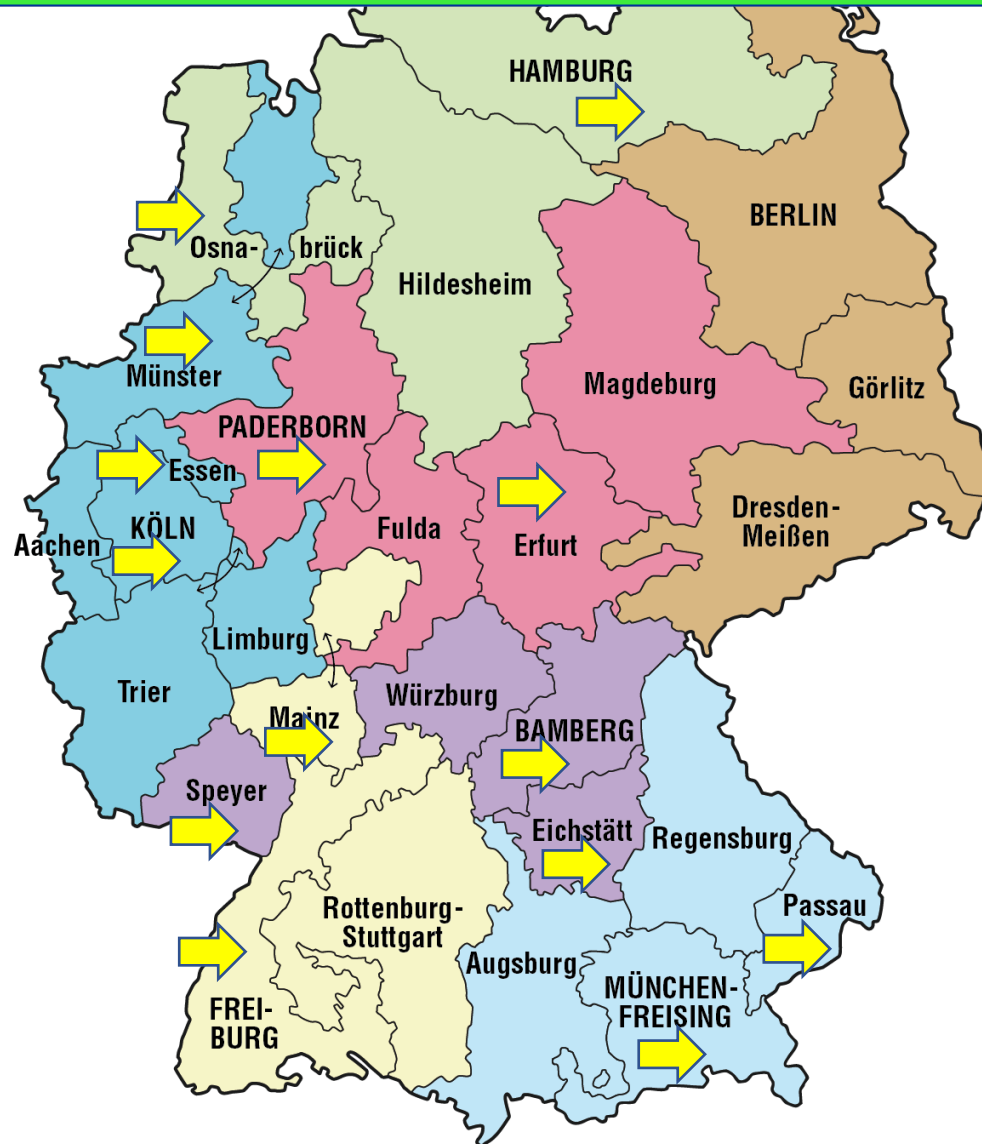 HAMBURG
BERLIN
Osna-
brück
Hildesheim
Münster
Magdeburg
Görlitz
PADERBORN
Essen
Dresden-
Meißen
KÖLN
Aachen
Fulda
Erfurt
Limburg
Trier
Würzburg
Mainz
BAMBERG
Speyer
Eichstätt
Regensburg
Rottenburg-
Stuttgart
Passau
Augsburg
MÜNCHEN-
FREISING
FREI-
BURG